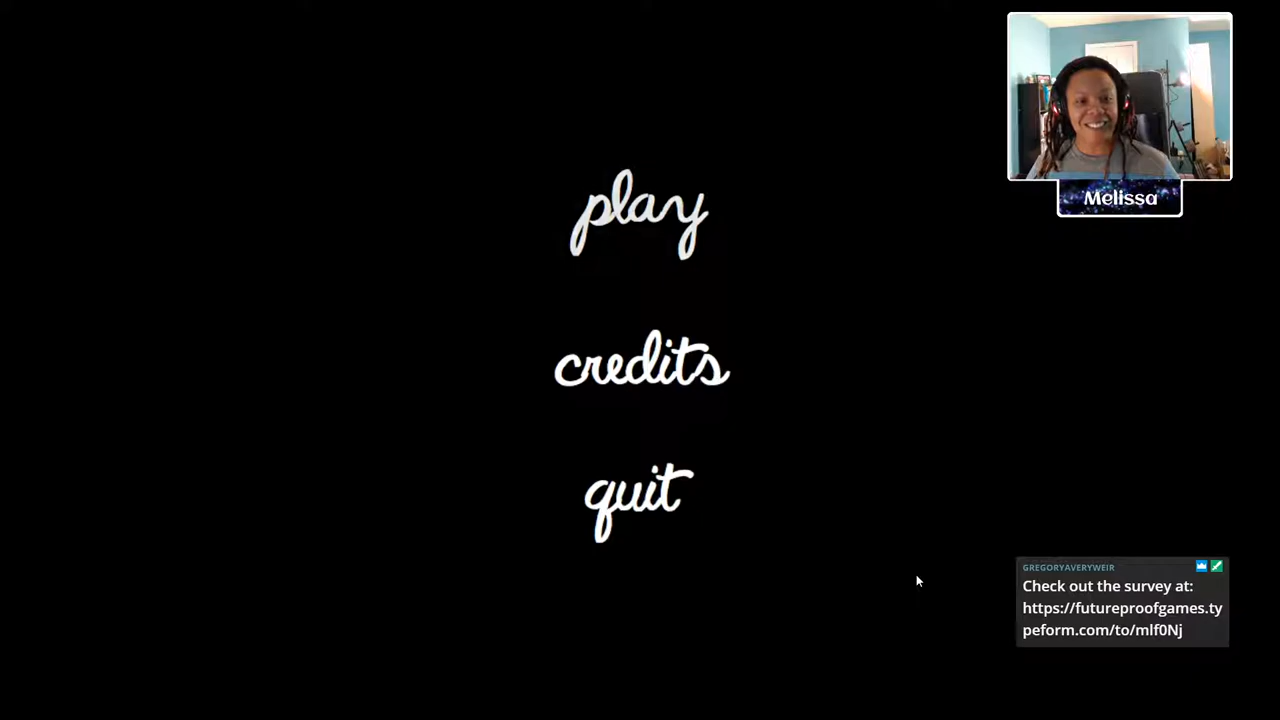 play
credits
quit
Melissa
GREGORYAVERYWEIR
Check out the survey at:
https://futureproofgames.ty
peform.com/to/mlf0Nj